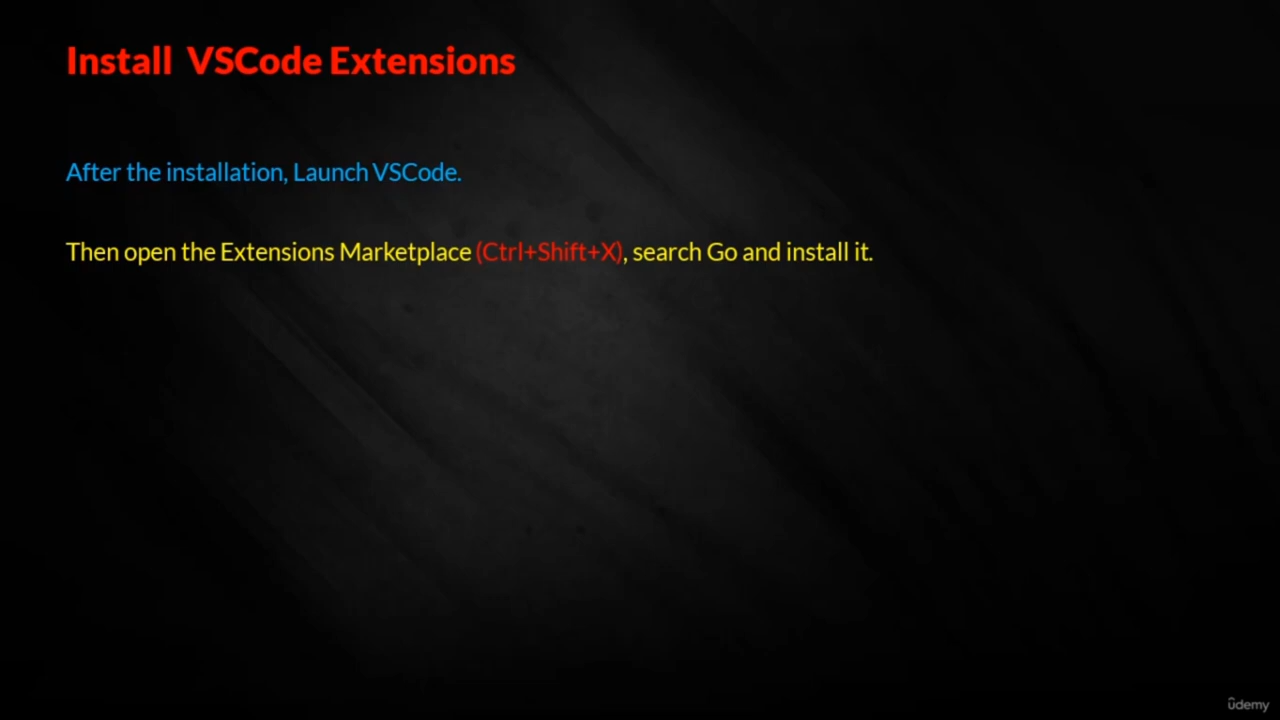 Install VSCode Extensions
After the installation, Launch VSCode.
Then open the Extensions Marketplace (Ctrl+Shift+X), search Go and install it.
ûdemy